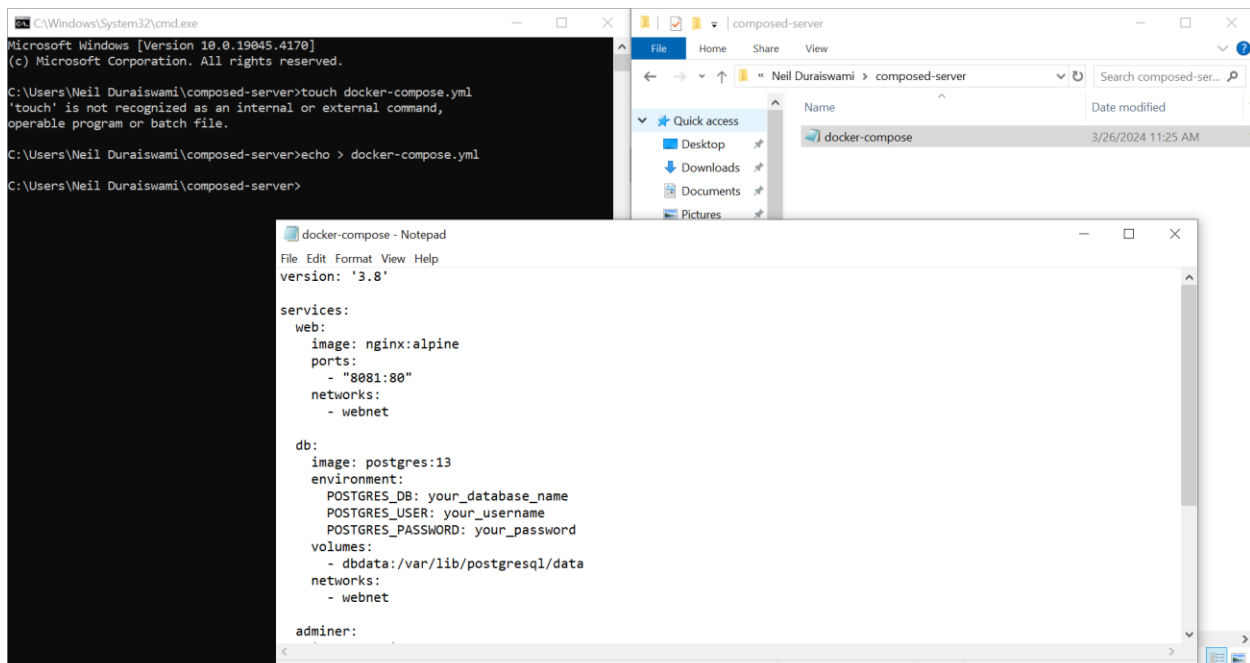 C:\Windows\System32\cmd.exe
Microsoft Windows [Version 10.0.19045.4170]
(c) Microsoft Corporation. All rights reserved.
C:\Users\Neil Duraiswami\composed-server>touch docker-compose.yml
'touch' is not recognized as an internal or external command,
operable program or batch file.
C:\Users\Neil Duraiswami\composed-server>echo > docker-compose.yml
C:\Users\Neil Duraiswami\composed-server>
composed-server
File Home Share View
« Neil Duraiswami > composed-server Search composed-ser...
Name Date modified
Quick access
docker-compose 3/26/2024 11:25 AM
Desktop
Downloads
Documents
Pictures
docker-compose - Notepad
File Edit Format View Help
version: '3.8'
services:
  web:
    image: nginx:alpine
    ports:
      - "8081:80"
    networks:
      - webnet
  db:
    image: postgres:13
    environment:
      POSTGRES_DB: your_database_name
      POSTGRES_USER: your_username
      POSTGRES_PASSWORD: your_password
    volumes:
      - dbdata:/var/lib/postgresql/data
    networks:
      - webnet
  adminer: